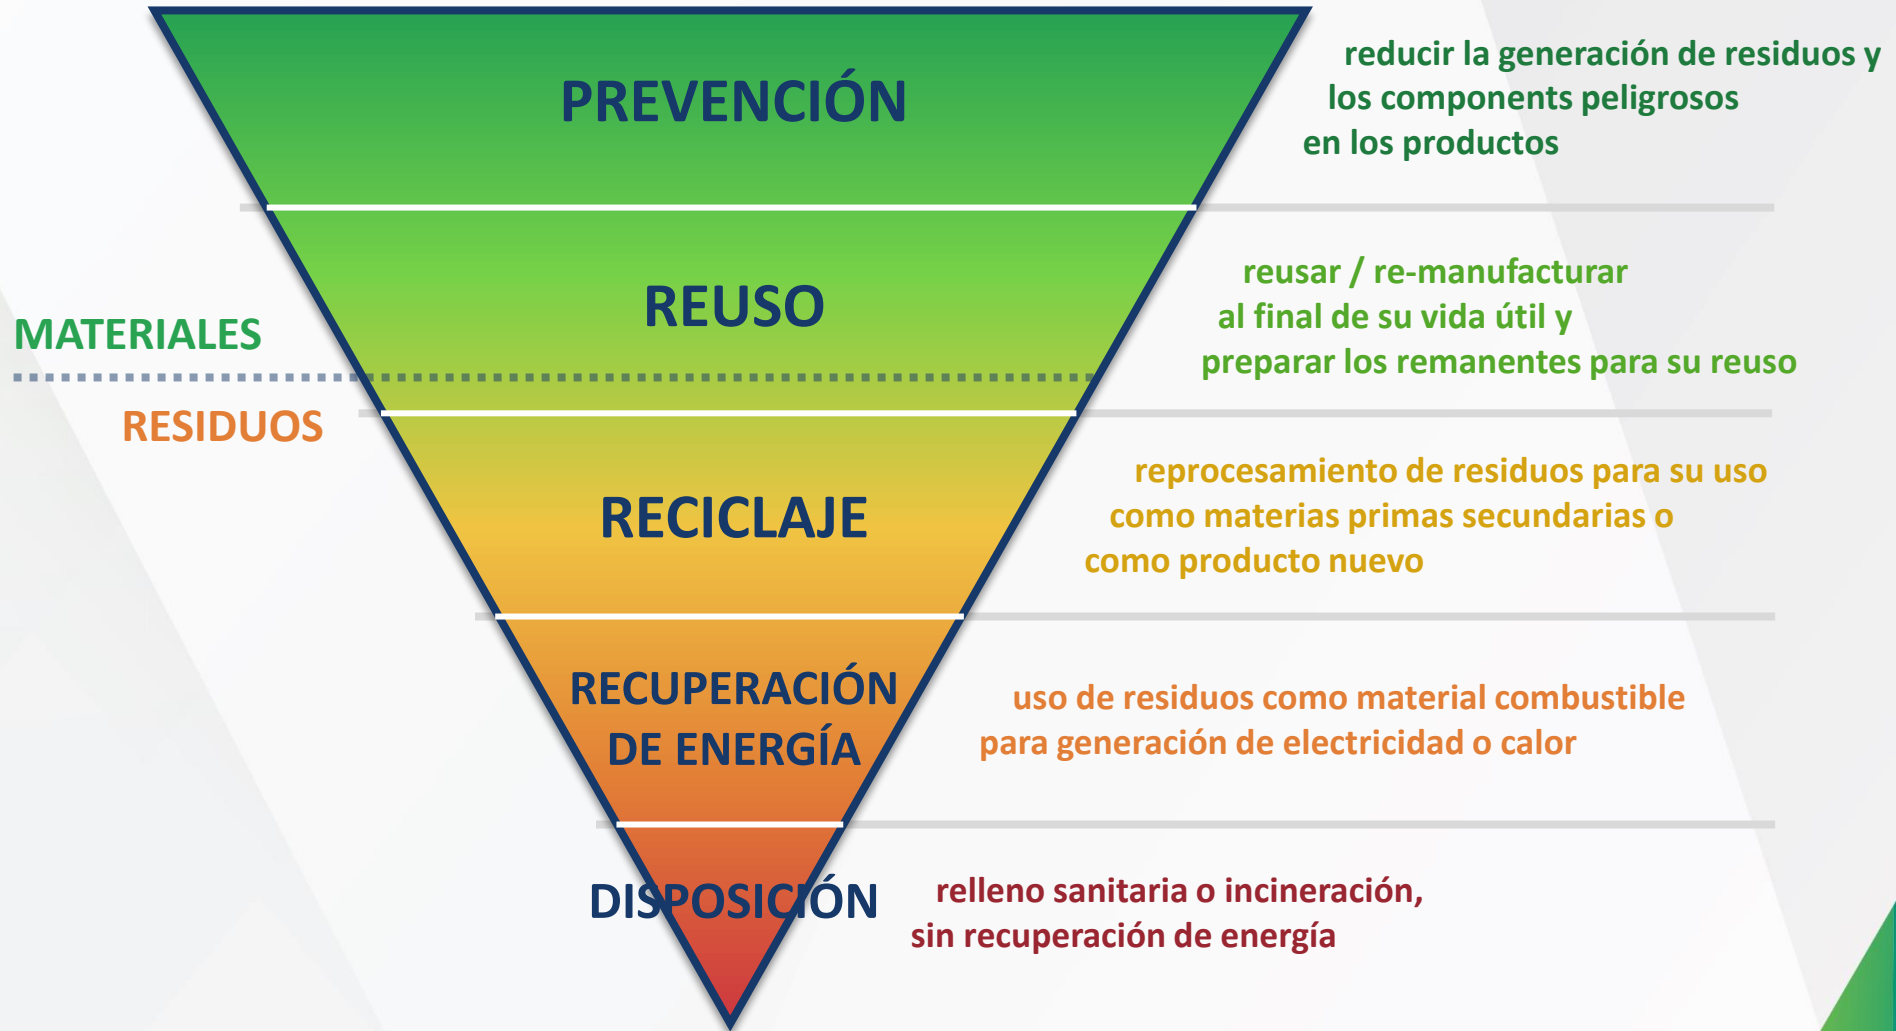 PREVENCIÓN
reducir la generación de residuos y
los components peligrosos
en los productos
REUSO
reusar / re-manufacturar
al final de su vida útil y
preparar los remanentes para su reuso
MATERIALES
RESIDUOS
RECICLAJE
reprocesamiento de residuos para su uso
como materias primas secundarias o
como producto nuevo
RECUPERACIÓN
DE ENERGÍA
uso de residuos como material combustible
para generación de electricidad o calor
DISPOSICIÓN
relleno sanitaria o incineración,
sin recuperación de energía